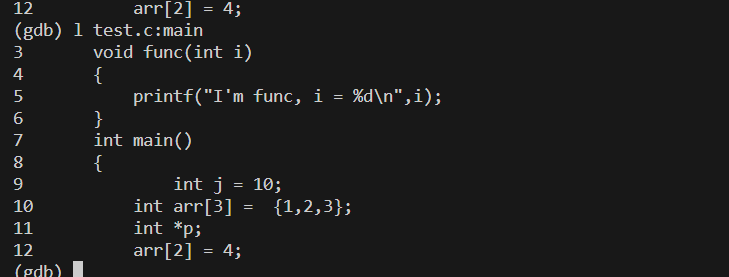 12          arr[2] = 4;
(gdb) l test.c:main
3       void func(int i)
4       {
5           printf("I'm func, i = %d\n",i);
6       }
7       int main()
8       {
9               int j = 10;
10          int arr[3] =  {1,2,3};
11          int *p;
12          arr[2] = 4;
(gdb)